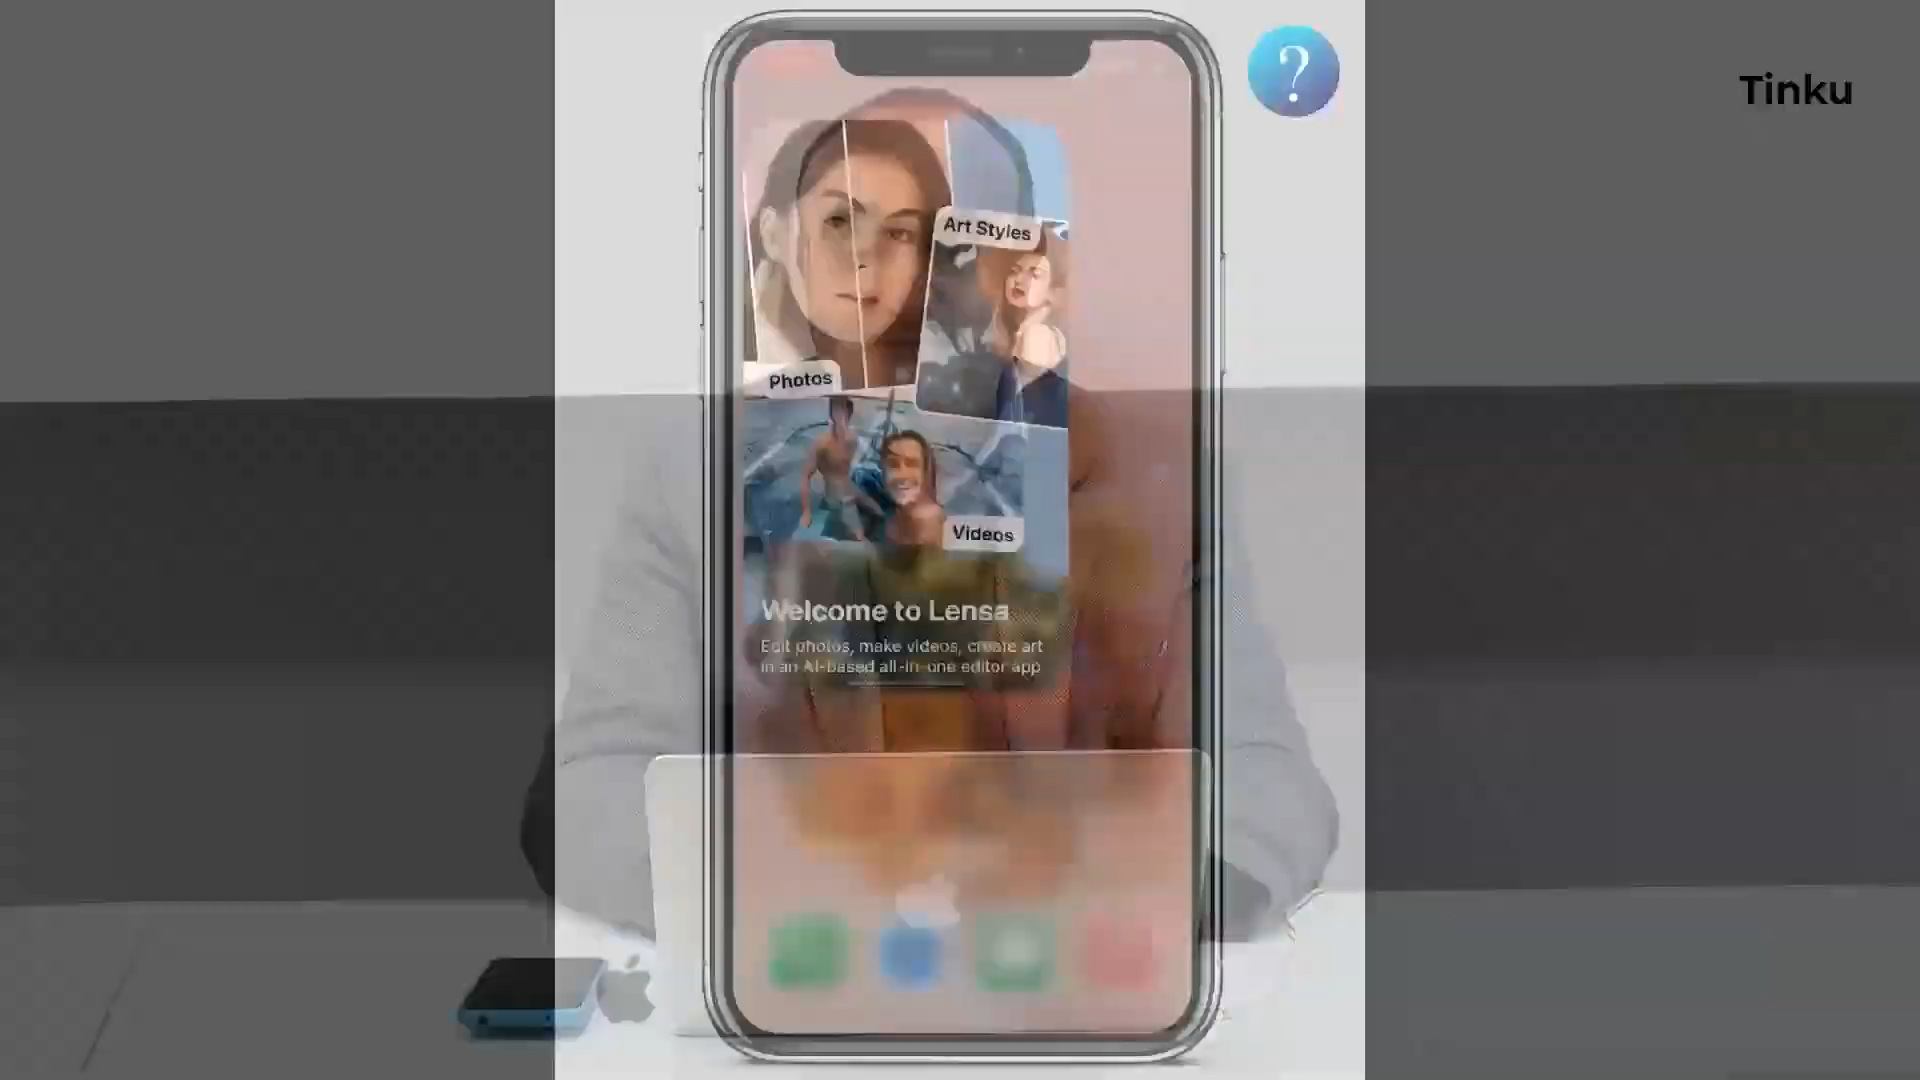 ?
Tinku
Art Styles
Photos
Videos
Welcome to Lensa
Edit photos, make videos, create art
in an AI-based all-in-one editor app